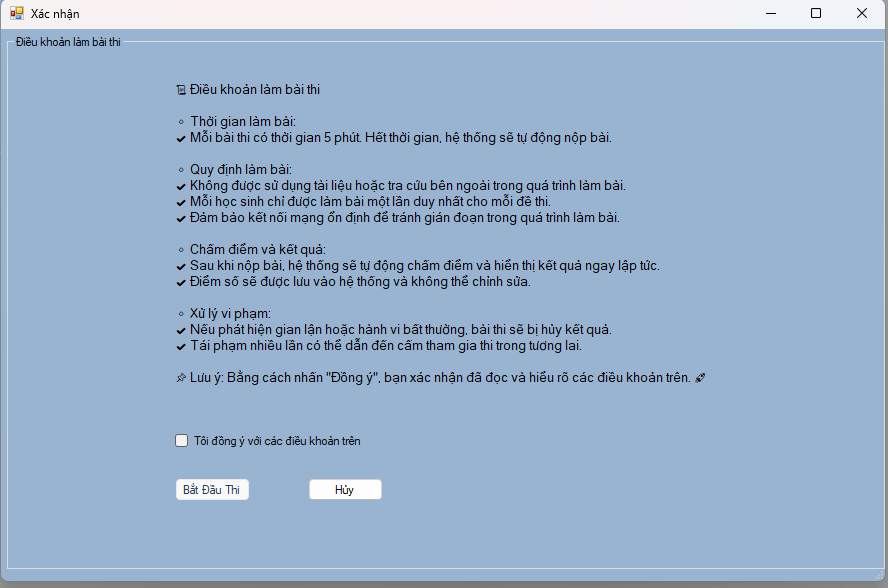 Xác nhận
Điều khoản làm bài thi
📜 Điều khoản làm bài thi
🔹 Thời gian làm bài:
✔ Mỗi bài thi có thời gian 5 phút. Hết thời gian, hệ thống sẽ tự động nộp bài.
🔹 Quy định làm bài:
✔ Không được sử dụng tài liệu hoặc tra cứu bên ngoài trong quá trình làm bài.
✔ Mỗi học sinh chỉ được làm bài một lần duy nhất cho mỗi đề thi.
✔ Đảm bảo kết nối mạng ổn định để tránh gián đoạn trong quá trình làm bài.
🔹 Chấm điểm và kết quả:
✔ Sau khi nộp bài, hệ thống sẽ tự động chấm điểm và hiển thị kết quả ngay lập tức.
✔ Điểm số sẽ được lưu vào hệ thống và không thể chỉnh sửa.
🔹 Xử lý vi phạm:
✔ Nếu phát hiện gian lận hoặc hành vi bất thường, bài thi sẽ bị hủy kết quả.
✔ Tái phạm nhiều lần có thể dẫn đến cấm tham gia thi trong tương lai.
📌 Lưu ý: Bằng cách nhấn "Đồng ý", bạn xác nhận đã đọc và hiểu rõ các điều khoản trên. 🚀
Tôi đồng ý với các điều khoản trên
Bắt Đầu Thi
Hủy